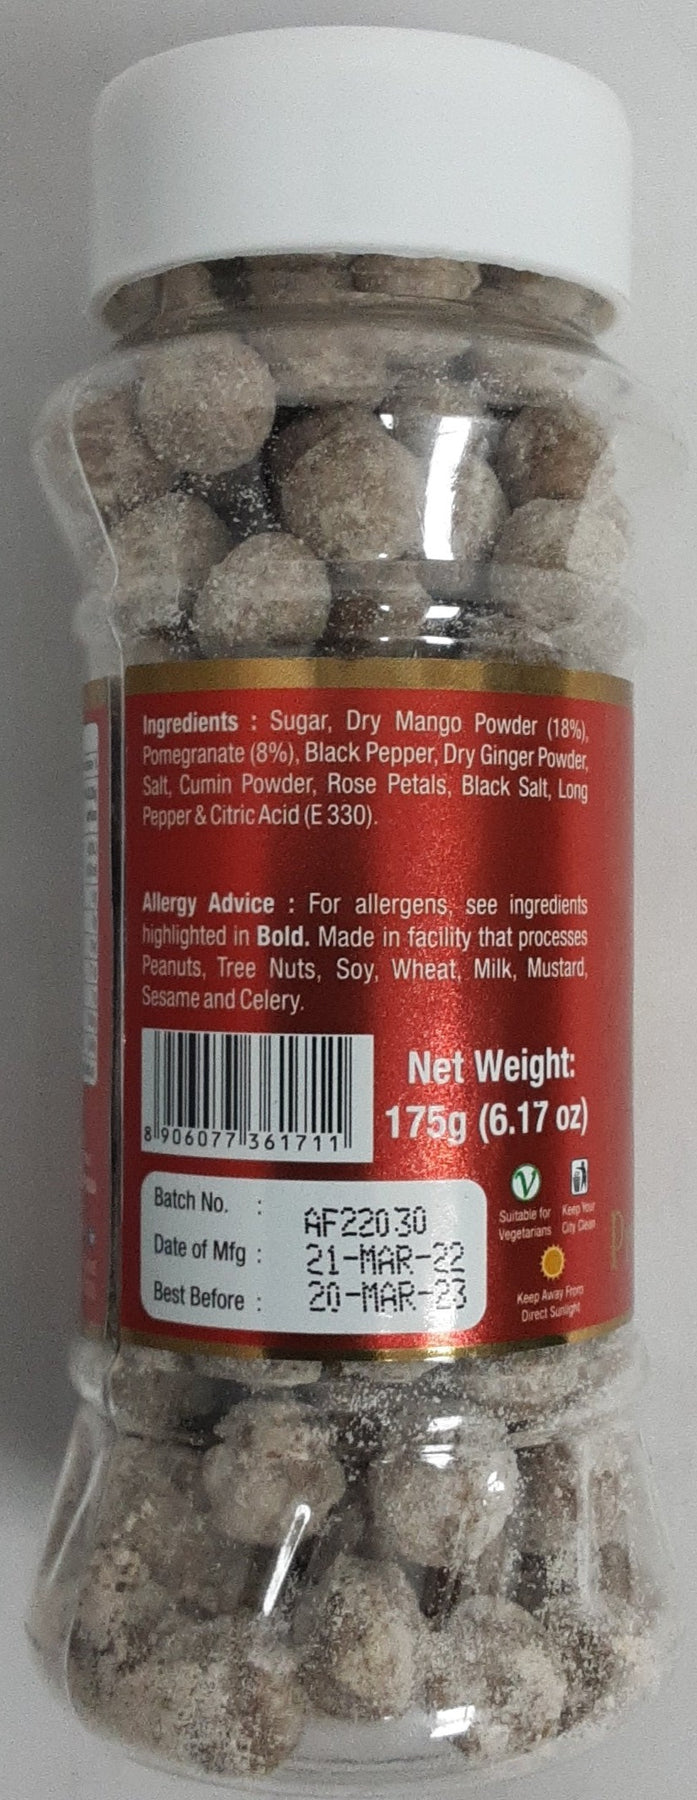 Ingredients : Sugar, Dry Mango Powder (18%),
Pomegranate (8%), Black Pepper, Dry Ginger Powder,
Salt, Cumin Powder, Rose Petals, Black Salt, Long
Pepper & Citric Acid (E 330).
Allergy Advice : For allergens, see ingredients
highlighted in Bold. Made in facility that processes
Peanuts, Tree Nuts, Soy, Wheat, Milk, Mustard,
Sesame and Celery.
8 906077 361711
Net Weight:
175g (6.17 oz)
Batch No. : AF22030
Date of Mfg : 21-MAR-22
Best Before : 20-MAR-23
Suitable for
Vegetarians
Keep Your
City Clean
Keep Away From
Direct Sunlight